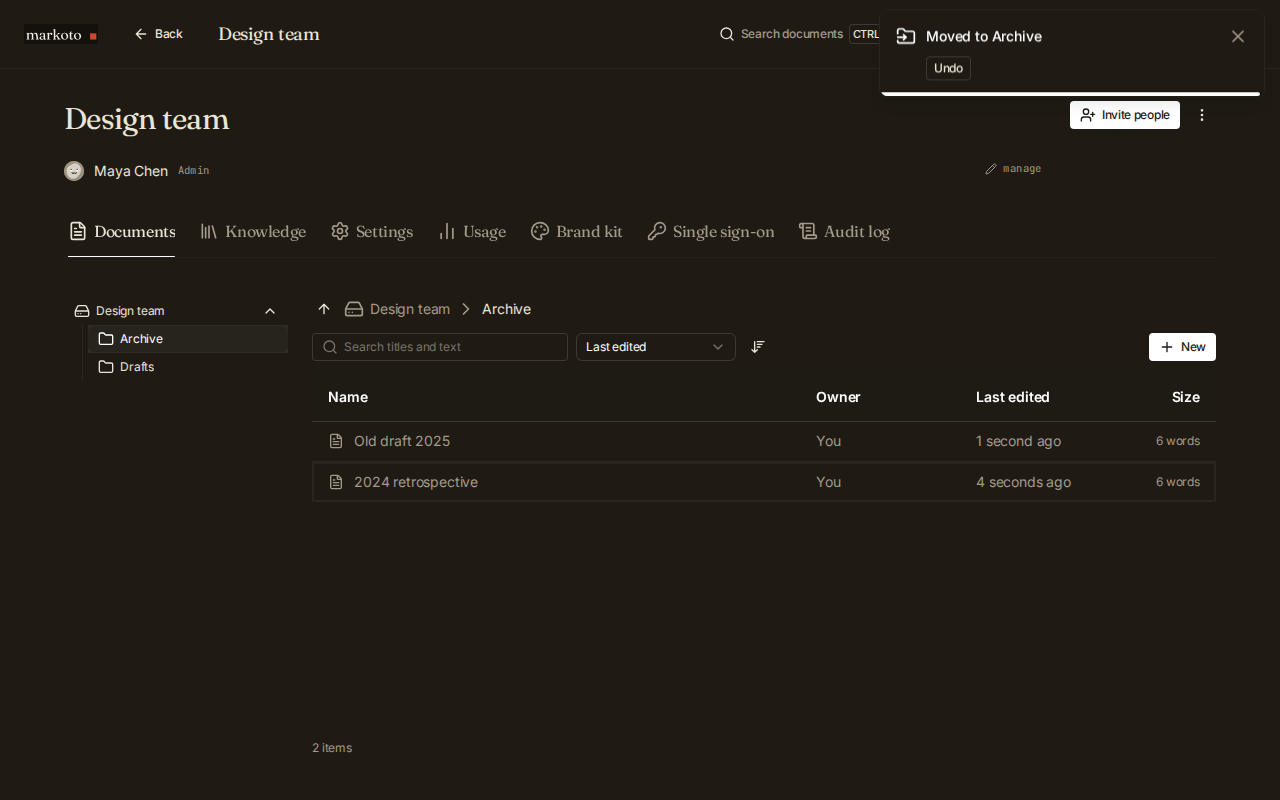 markoto
Back
Design team
Search documents
CTRL
Moved to Archive
Undo
Design team
Invite people
Maya Chen
Admin
manage
Documents
Knowledge
Settings
Usage
Brand kit
Single sign-on
Audit log
Design team
Archive
Drafts
Design team
Archive
Search titles and text
Last edited
New
Name Owner Last edited Size
Old draft 2025 You 1 second ago 6 words
2024 retrospective You 4 seconds ago 6 words
2 items